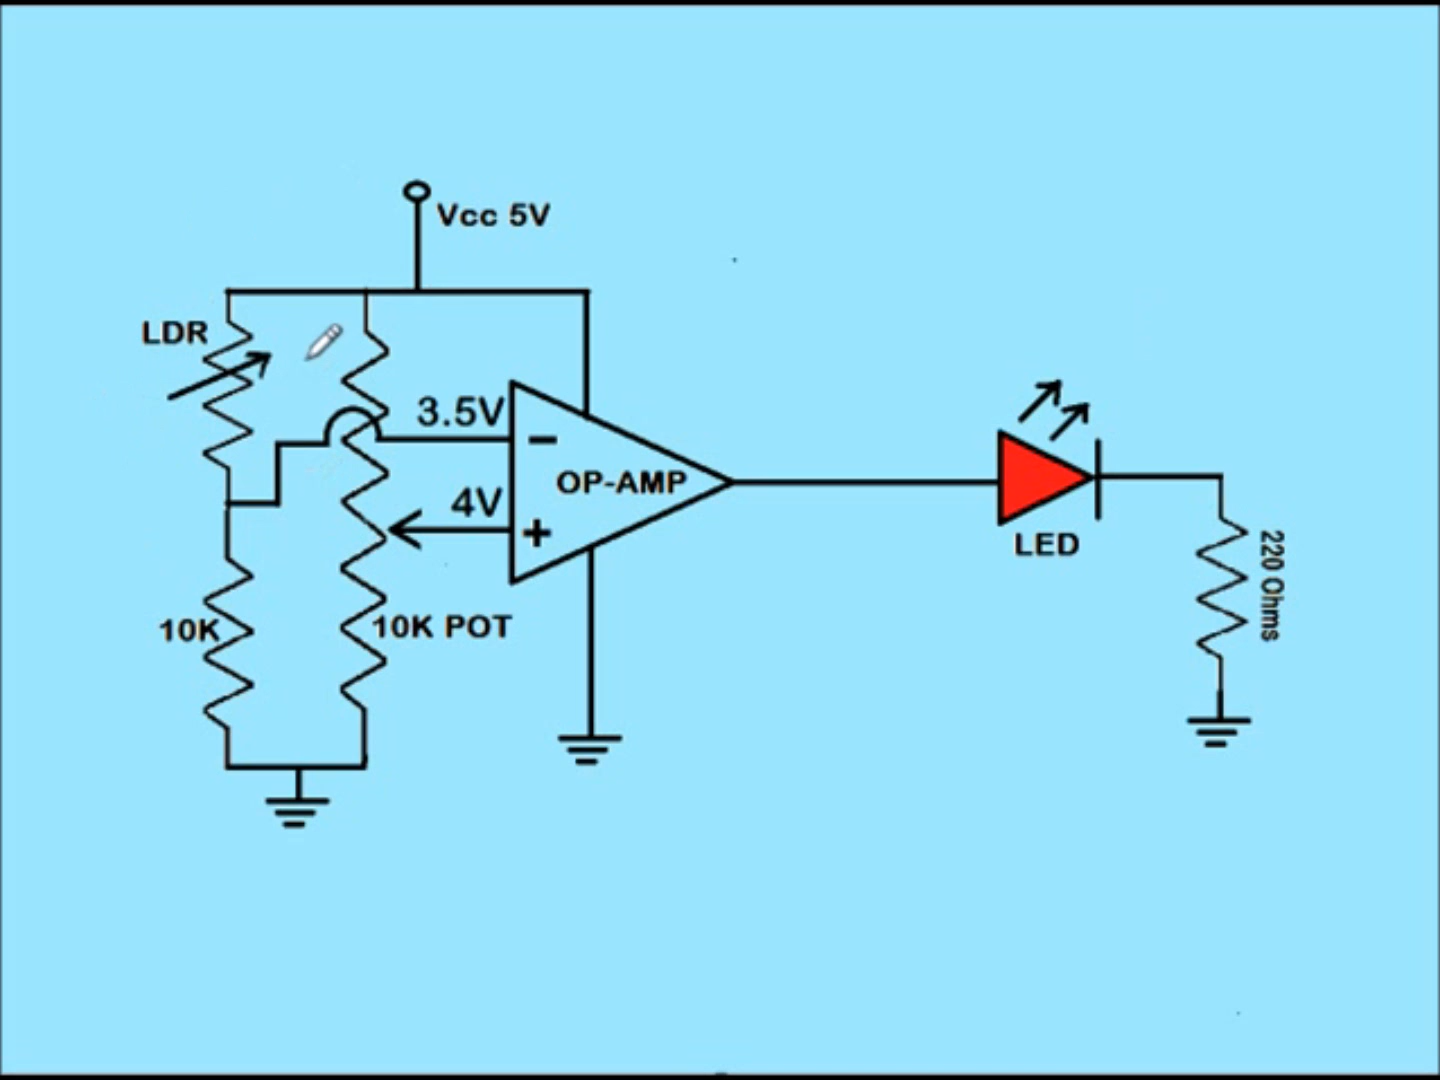 Vcc 5V
LDR
3.5V
−
OP-AMP
4V
+
LED
220 Ohms
10K
10K POT